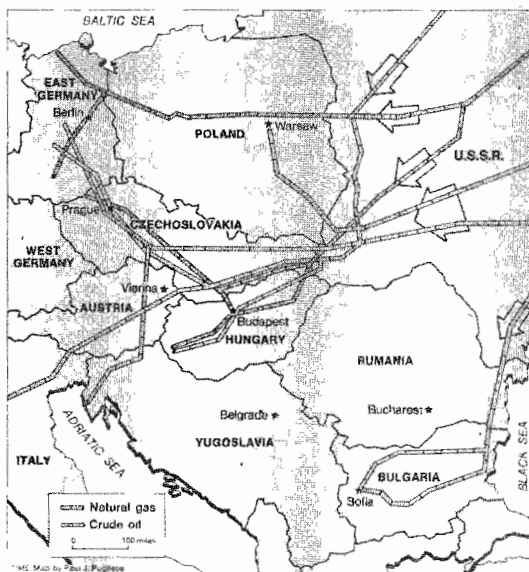 BALTIC SEA
EAST
GERMANY
Berlin
POLAND
Warsaw
U.S.S.R.
Prague
CZECHOSLOVAKIA
WEST
GERMANY
Vienna
AUSTRIA
Budapest
HUNGARY
RUMANIA
Belgrade
Bucharest
YUGOSLAVIA
ADRIATIC SEA
ITALY
BULGARIA
Sofia
BLACK SEA
Natural gas
Crude oil
0 100 miles
TIME Map by Paul J. Pugliese